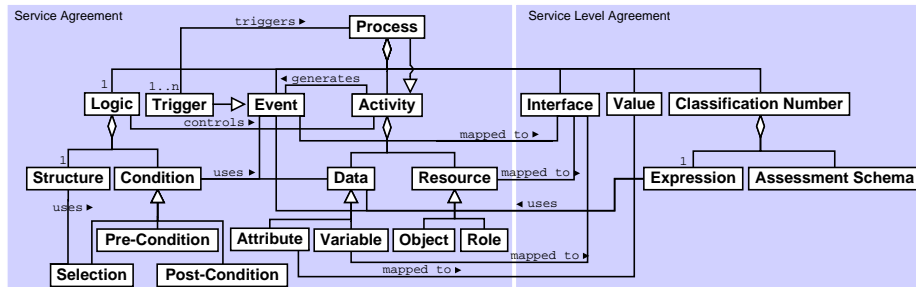 Service Agreement
Service Level Agreement
triggers ►
Process
◄ generates
1
1..n
Logic
Trigger
Event
Activity
Interface
Value
Classification Number
controls ►
mapped to ►
1
1
Structure
Condition
uses ►
Data
Resource
mapped to ►
Expression
Assessment Schema
uses ►
◄ uses
Pre-Condition
Attribute
Variable
Object
Role
Selection
Post-Condition
mapped to ►
mapped to ►